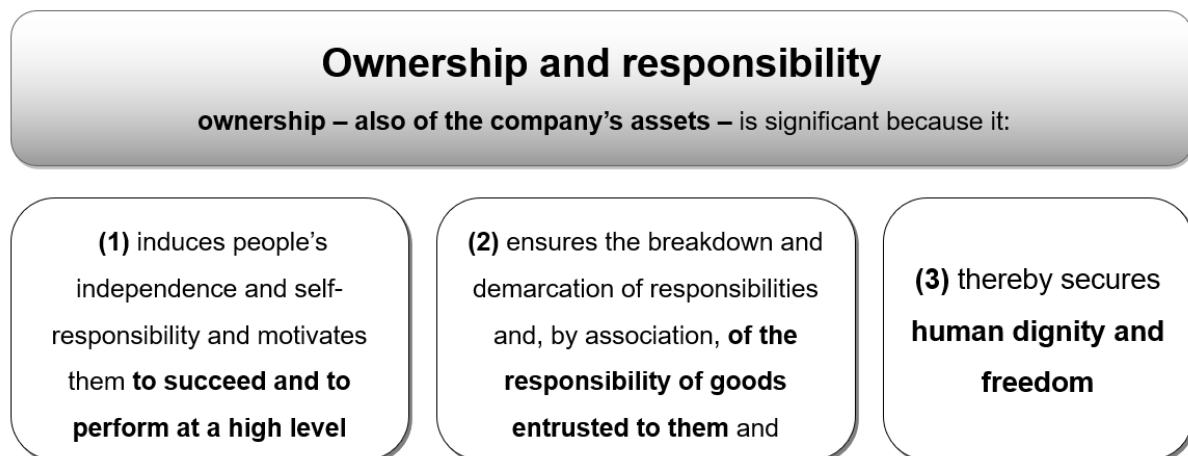 Ownership and responsibility
ownership – also of the company’s assets – is significant because it:
(1) induces people’s
independence and self-
responsibility and motivates
them to succeed and to
perform at a high level
(2) ensures the breakdown and
demarcation of responsibilities
and, by association, of the
responsibility of goods
entrusted to them and
(3) thereby secures
human dignity and
freedom